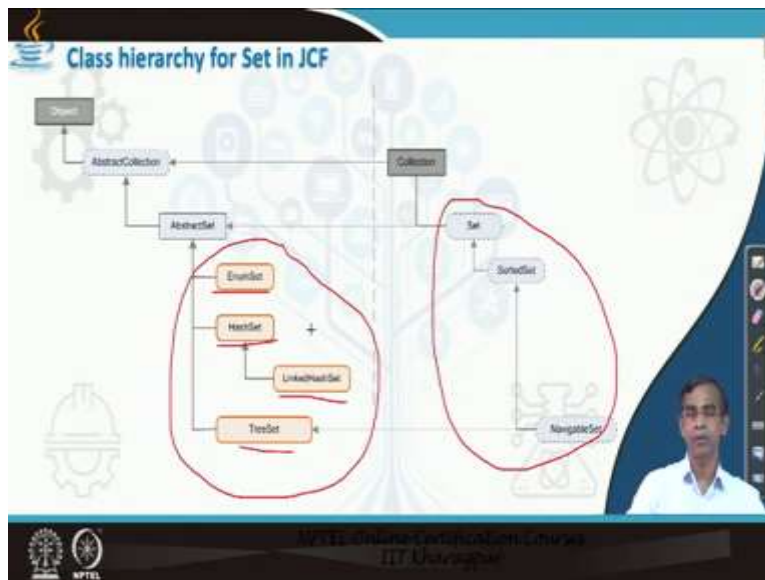 Class hierarchy for Set in JCF
Object
AbstractCollection
Collection
AbstractSet
Set
EnumSet
SortedSet
HashSet
LinkedHashSet
TreeSet
NavigableSet
NPTEL Online Certification Courses
IIT Kharagpur
NPTEL